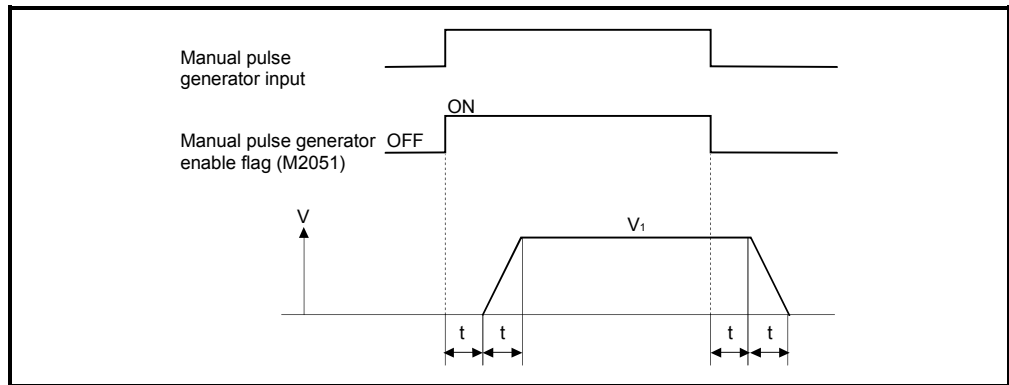 Manual pulse
generator input
ON
Manual pulse generator OFF
enable flag (M2051)
V
V1
t t t t